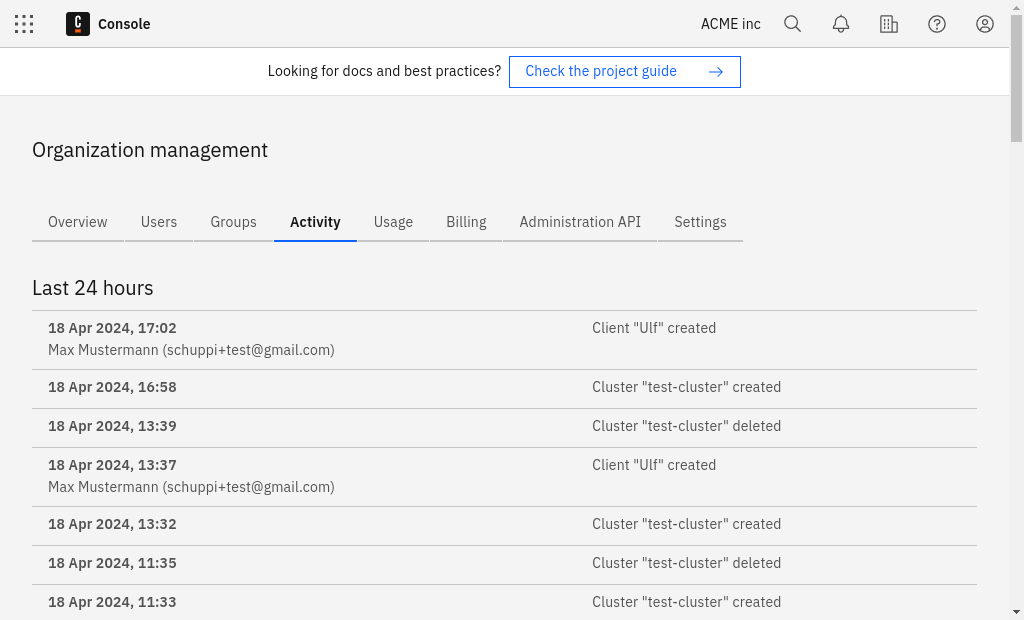 C Console
ACME inc
Looking for docs and best practices? Check the project guide
Organization management
Overview Users Groups Activity Usage Billing Administration API Settings
Last 24 hours
18 Apr 2024, 17:02 Client "Ulf" created
Max Mustermann (schuppi+test@gmail.com)
18 Apr 2024, 16:58 Cluster "test-cluster" created
18 Apr 2024, 13:39 Cluster "test-cluster" deleted
18 Apr 2024, 13:37 Client "Ulf" created
Max Mustermann (schuppi+test@gmail.com)
18 Apr 2024, 13:32 Cluster "test-cluster" created
18 Apr 2024, 11:35 Cluster "test-cluster" deleted
18 Apr 2024, 11:33 Cluster "test-cluster" created